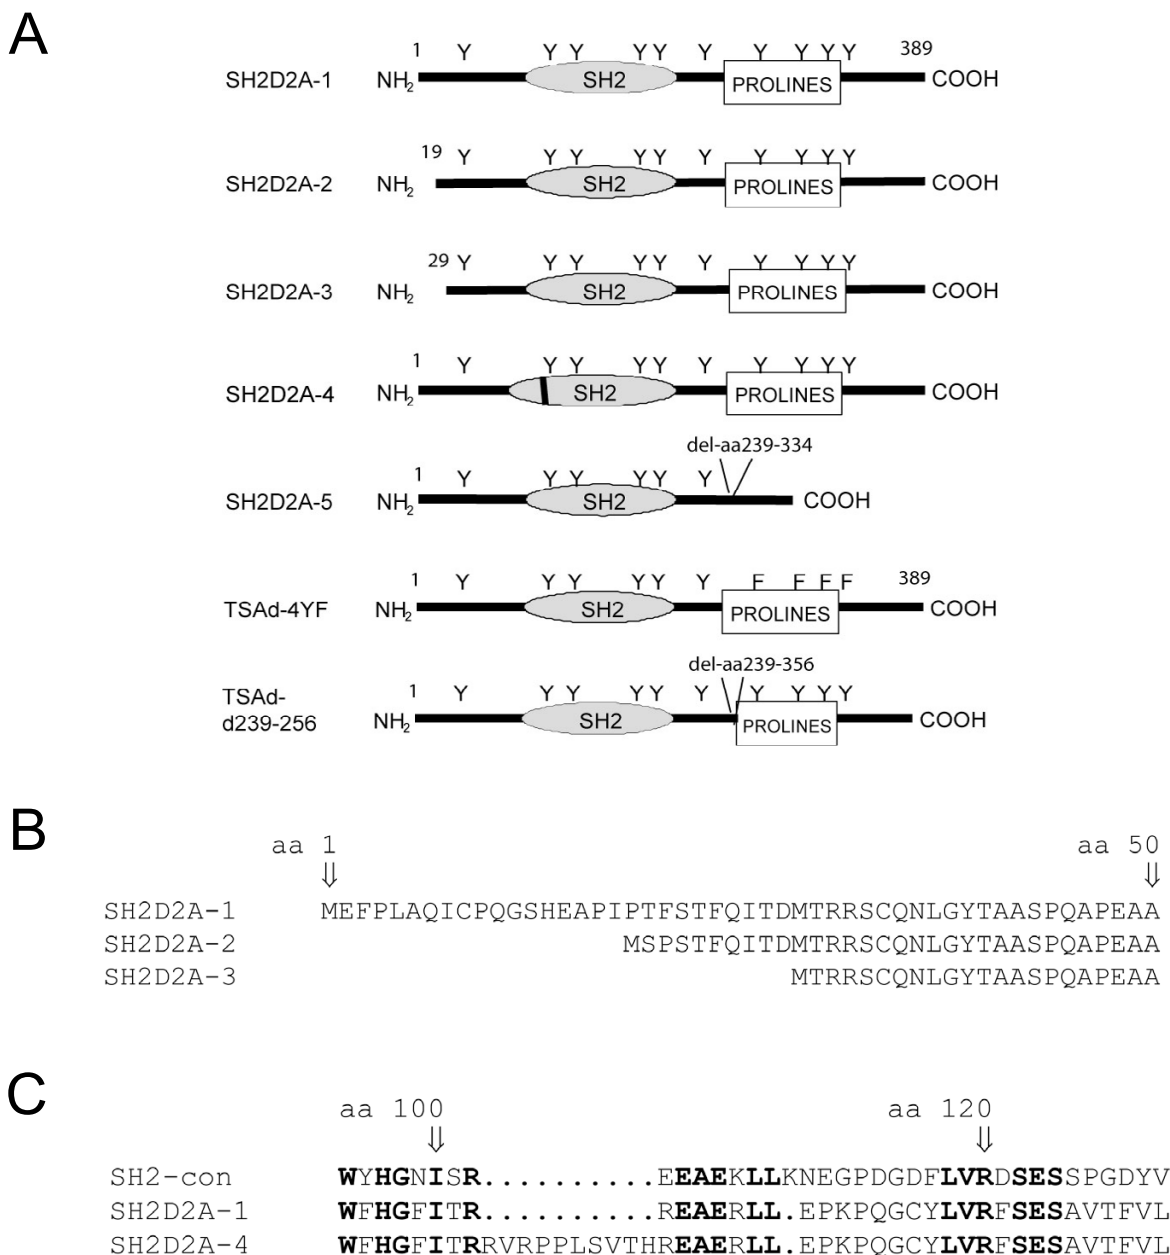 A
1 Y Y Y Y Y Y Y Y Y Y 389
SH2D2A-1 NH2 SH2 PROLINES COOH
19 Y Y Y Y Y Y Y Y Y Y
SH2D2A-2 NH2 SH2 PROLINES COOH
29 Y Y Y Y Y Y Y Y Y Y
SH2D2A-3 NH2 SH2 PROLINES COOH
1 Y Y Y Y Y Y Y Y Y Y
SH2D2A-4 NH2 SH2 PROLINES COOH
del-aa239-334
1 Y Y Y Y Y Y
SH2D2A-5 NH2 SH2 COOH
1 Y Y Y Y Y Y F F F F 389
TSAd-4YF NH2 SH2 PROLINES COOH
del-aa239-356
1 Y Y Y Y Y Y Y Y Y Y
TSAd-
d239-256 NH2 SH2 PROLINES COOH
B
aa 1 aa 50
⇓ ⇓
SH2D2A-1 MEFPLAQICPQGSHEAPIPTFSTFQITDMTRRSCQNLGYTAASPQAPEAA
SH2D2A-2 MSPSTFQITDMTRRSCQNLGYTAASPQAPEAA
SH2D2A-3 MTRRSCQNLGYTAASPQAPEAA
C
aa 100 aa 120
⇓ ⇓
SH2-con WYHGNISR..........EEAEKLLKNEGPDGDFLVRDSESSPGDYV
SH2D2A-1 WFHGFITR..........REAERLL.EPKPQGCYLVRFSESAVTFVL
SH2D2A-4 WFHGFITRRVRPPLSVTHREAERLL.EPKPQGCYLVRFSESAVTFVL